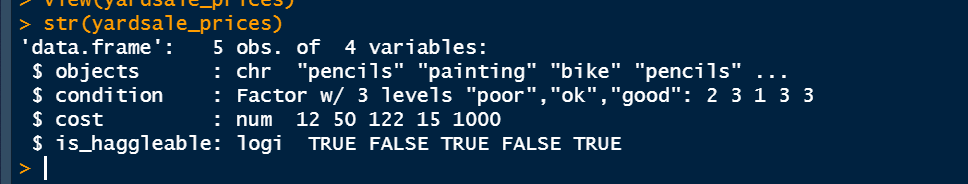 > view(yardsale_prices)
> str(yardsale_prices)
'data.frame':   5 obs. of  4 variables:
 $ objects      : chr  "pencils" "painting" "bike" "pencils" ...
 $ condition    : Factor w/ 3 levels "poor","ok","good": 2 3 1 3 3
 $ cost         : num  12 50 122 15 1000
 $ is_haggleable: logi  TRUE FALSE TRUE FALSE TRUE
>